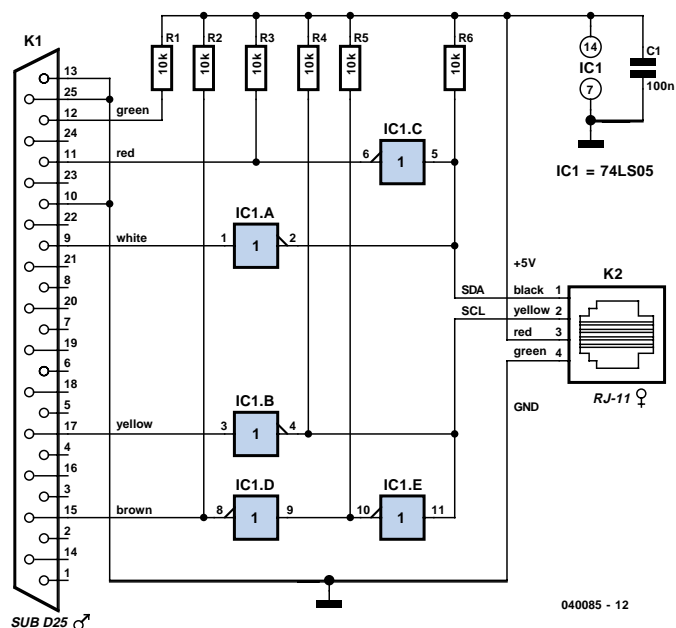 K1
13
25
12
24
11
23
10
22
9
21
8
20
7
19
6
18
5
17
4
16
3
15
2
14
1
SUB D25 ♂
green
red
white
yellow
brown
R1
10k
R2
10k
R3
10k
R4
10k
R5
10k
R6
10k
14
IC1
7
C1
100n
IC1 = 74LS05
IC1.C
6 1 5
IC1.A
1 1 2
IC1.B
3 1 4
IC1.D
8 1 9
IC1.E
10 1 11
+5V
K2
SDA black 1
SCL yellow 2
red 3
green 4
RJ-11 ♀
GND
040085 - 12